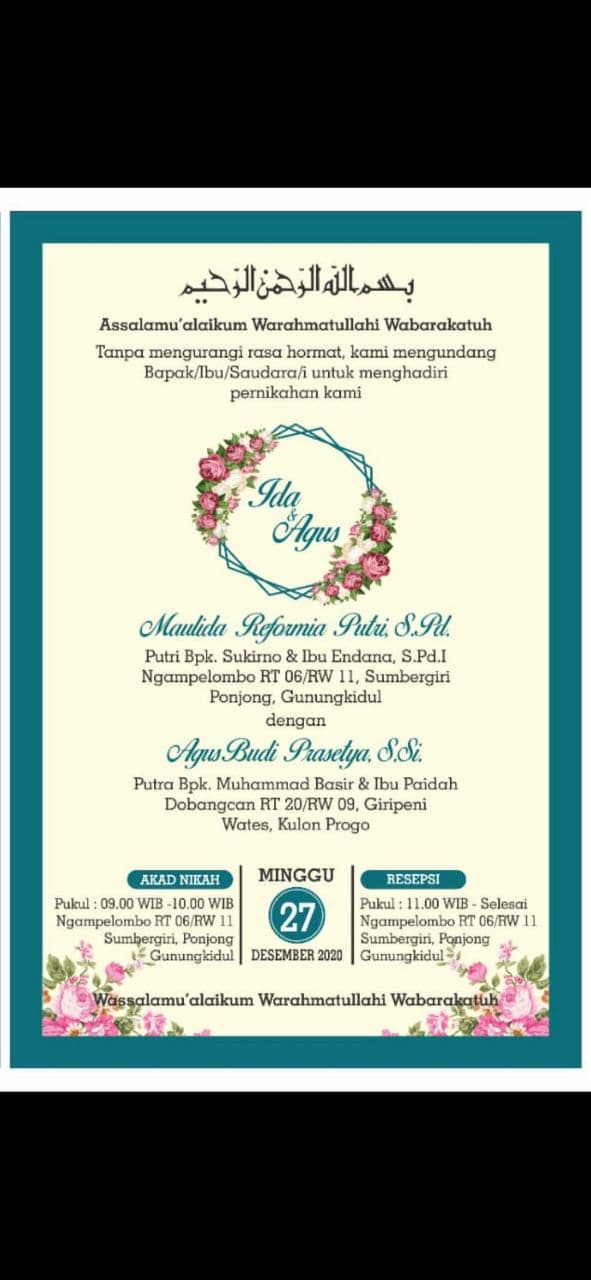 بسم الله الرّحمن الرّحيم
Assalamu'alaikum Warahmatullahi Wabarakatuh
Tanpa mengurangi rasa hormat, kami mengundang
Bapak/Ibu/Saudara/i untuk menghadiri
pernikahan kami
Ida
&
Agus
Maulida Reformia Putri, S.Pd.
Putri Bpk. Sukirno & Ibu Endana, S.Pd.I
Ngampelombo RT 06/RW 11, Sumbergiri
Ponjong, Gunungkidul
dengan
Agus Budi Prasetya, S.Si.
Putra Bpk. Muhammad Basir & Ibu Paidah
Dobangcan RT 20/RW 09, Giripeni
Wates, Kulon Progo
AKAD NIKAH
Pukul : 09.00 WIB -10.00 WIB
Ngampelombo RT 06/RW 11
Sumbergiri, Ponjong
Gunungkidul
MINGGU
27
DESEMBER 2020
RESEPSI
Pukul : 11.00 WIB - Selesai
Ngampelombo RT 06/RW 11
Sumbergiri, Ponjong
Gunungkidul
Wassalamu'alaikum Warahmatullahi Wabarakatuh